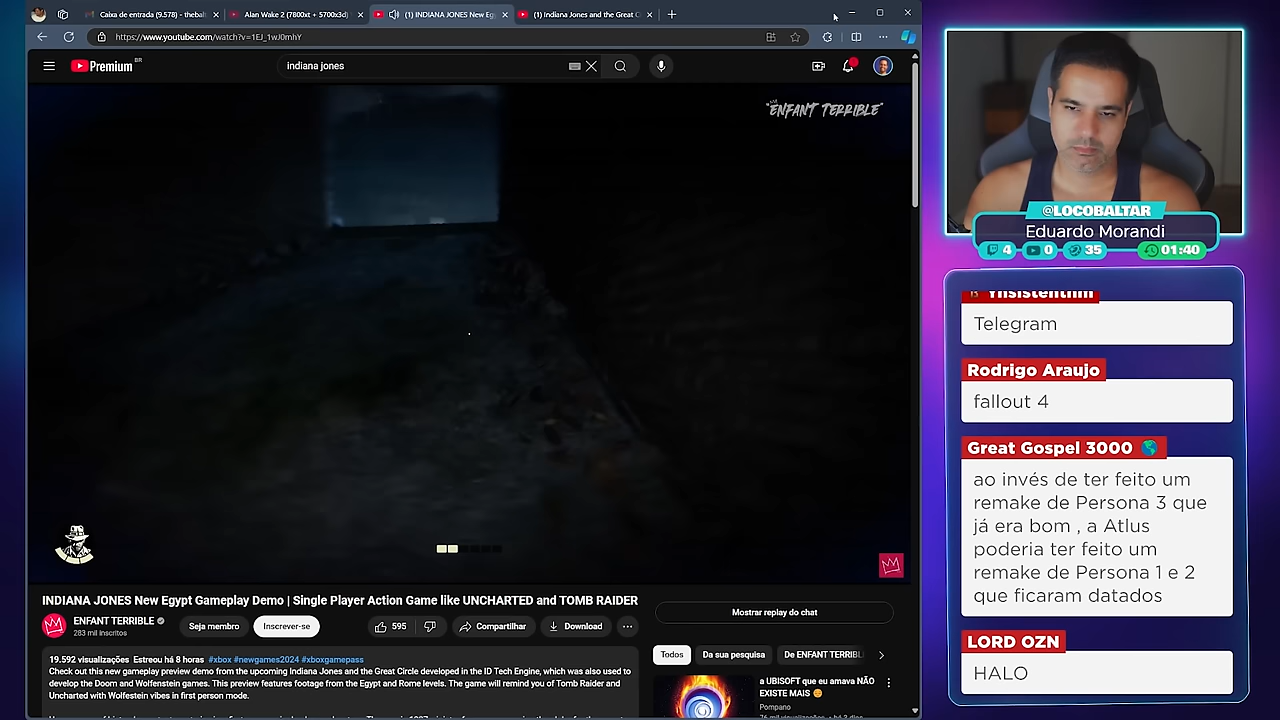 Caixa de entrada (9.578) - thebal
Alan Wake 2 (7800xt + 5700x3d)
(1) INDIANA JONES New Eg
(1) Indiana Jones and the Great C
https://www.youtube.com/watch?v=1EJ_1wJ0mhY
Premium BR
indiana jones
"ENFANT TERRIBLE"
INDIANA JONES New Egypt Gameplay Demo | Single Player Action Game like UNCHARTED and TOMB RAIDER
ENFANT TERRIBLE
283 mil inscritos
Seja membro
Inscrever-se
595
Compartilhar
Download
19.592 visualizações Estreou há 8 horas #xbox #newgames2024 #xboxgamepass
Check out this new gameplay preview demo from the upcoming Indiana Jones and the Great Circle developed in the ID Tech Engine, which was also used to
develop the Doom and Wolfenstein games. This preview features footage from the Egypt and Rome levels. The game will remind you of Tomb Raider and
Uncharted with Wolfestein vibes in first person mode.
Mostrar replay do chat
Todos
Da sua pesquisa
De ENFANT TERRIBL
a UBISOFT que eu amava NÃO
EXISTE MAIS
Pompano
@LOCOBALTAR
Eduardo Morandi
4
0
35
01:40
Telegram
Rodrigo Araujo
fallout 4
Great Gospel 3000
ao invés de ter feito um
remake de Persona 3 que
já era bom , a Atlus
poderia ter feito um
remake de Persona 1 e 2
que ficaram datados
LORD OZN
HALO